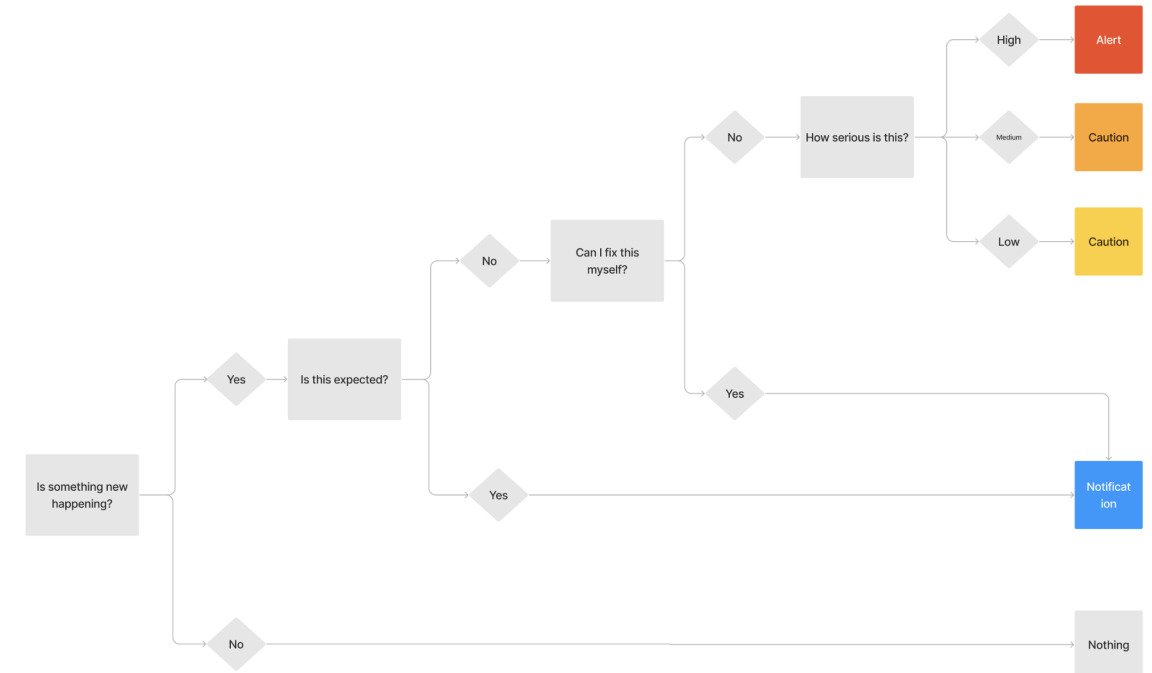 High
Alert
No
How serious is this?
Medium
Caution
Low
Caution
No
Can I fix this
myself?
Yes
Is this expected?
Yes
Is something new
happening?
Yes
Notificat
ion
No
Nothing